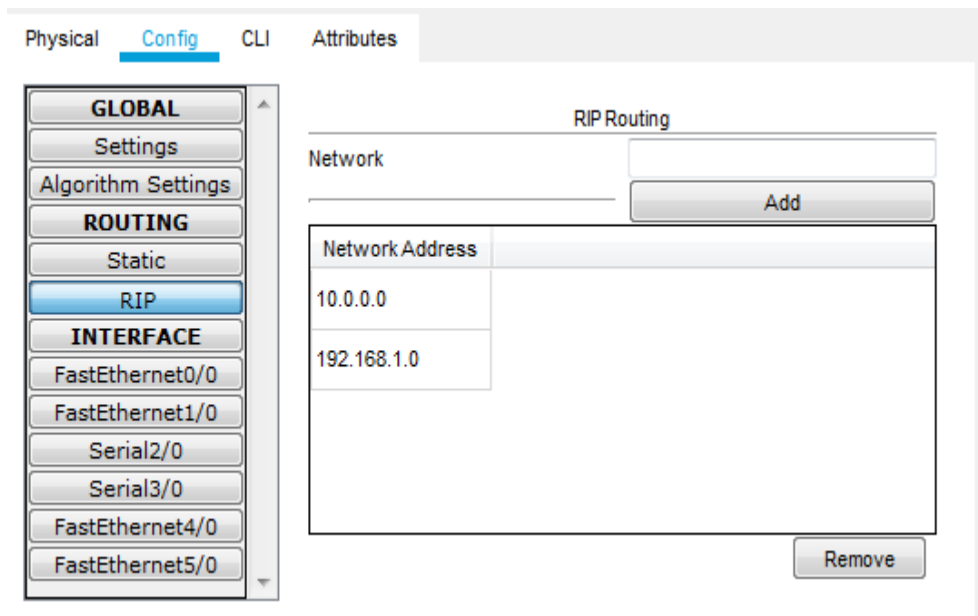 Physical Config CLI Attributes
GLOBAL
Settings
Algorithm Settings
ROUTING
Static
RIP
INTERFACE
FastEthernet0/0
FastEthernet1/0
Serial2/0
Serial3/0
FastEthernet4/0
FastEthernet5/0
RIP Routing
Network
Add
Network Address
10.0.0.0
192.168.1.0
Remove